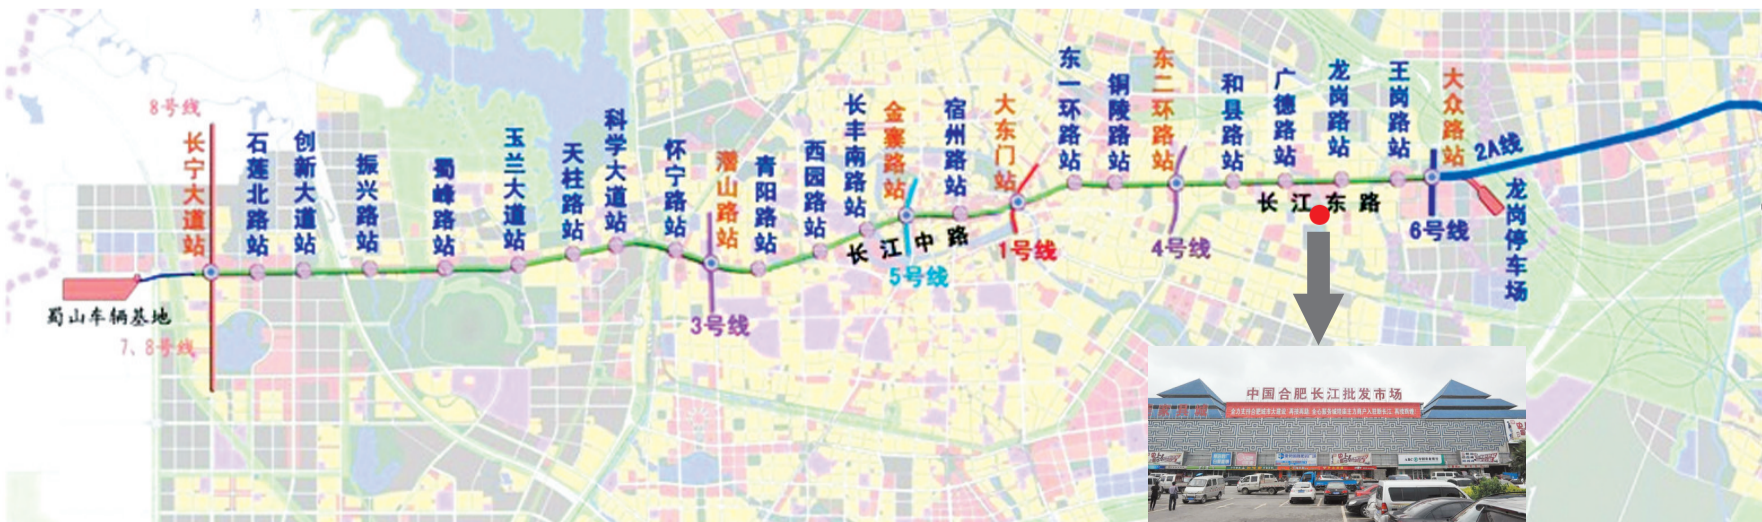 8号线
长宁大道站
石莲北路站
创新大道站
振兴路站
蜀峰路站
玉兰大道站
天柱路站
科学大道站
怀宁路站
潜山路站
青阳路站
西园路站
长丰南路站
金寨路站
宿州路站
大东门站
东一环路站
铜陵路站
东二环路站
和县路站
广德路站
龙岗路站
王岗路站
大众路站
2A线
龙岗停车场
长江东路
长江中路
6号线
4号线
1号线
5号线
3号线
蜀山车辆基地
7、8号线
中国合肥长江批发市场